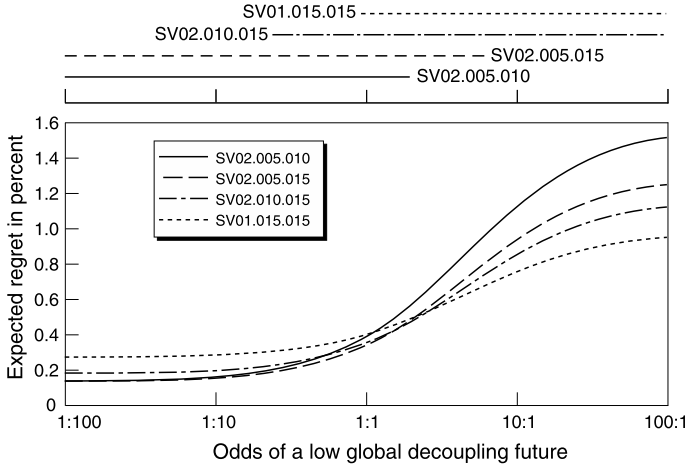 SV01.015.015
SV02.010.015
SV02.005.015
SV02.005.010
1.6
1.4
1.2
1.0
0.8
0.6
0.4
0.2
0
Expected regret in percent
SV02.005.010
SV02.005.015
SV02.010.015
SV01.015.015
1:100 1:10 1:1 10:1 100:1
Odds of a low global decoupling future